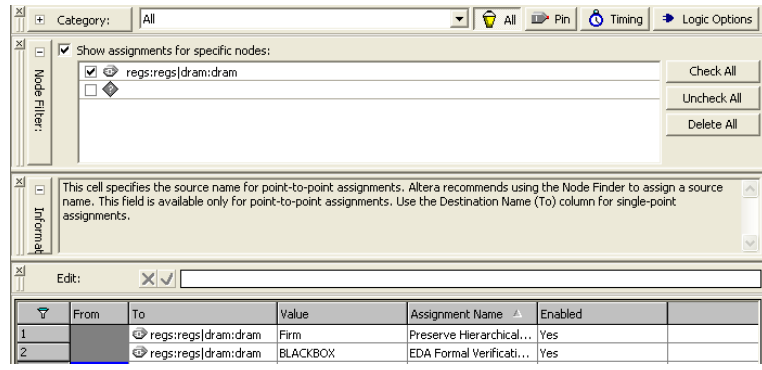 Category: All All Pin Timing Logic Options
Show assignments for specific nodes:
Node Filter:
regs:regs|dram:dram
Check All
Uncheck All
Delete All
Informat
This cell specifies the source name for point-to-point assignments. Altera recommends using the Node Finder to assign a source
name. This field is available only for point-to-point assignments. Use the Destination Name (To) column for single-point
assignments.
Edit:
From To Value Assignment Name Enabled
1 regs:regs|dram:dram Firm Preserve Hierarchical... Yes
2 regs:regs|dram:dram BLACKBOX EDA Formal Verificati... Yes